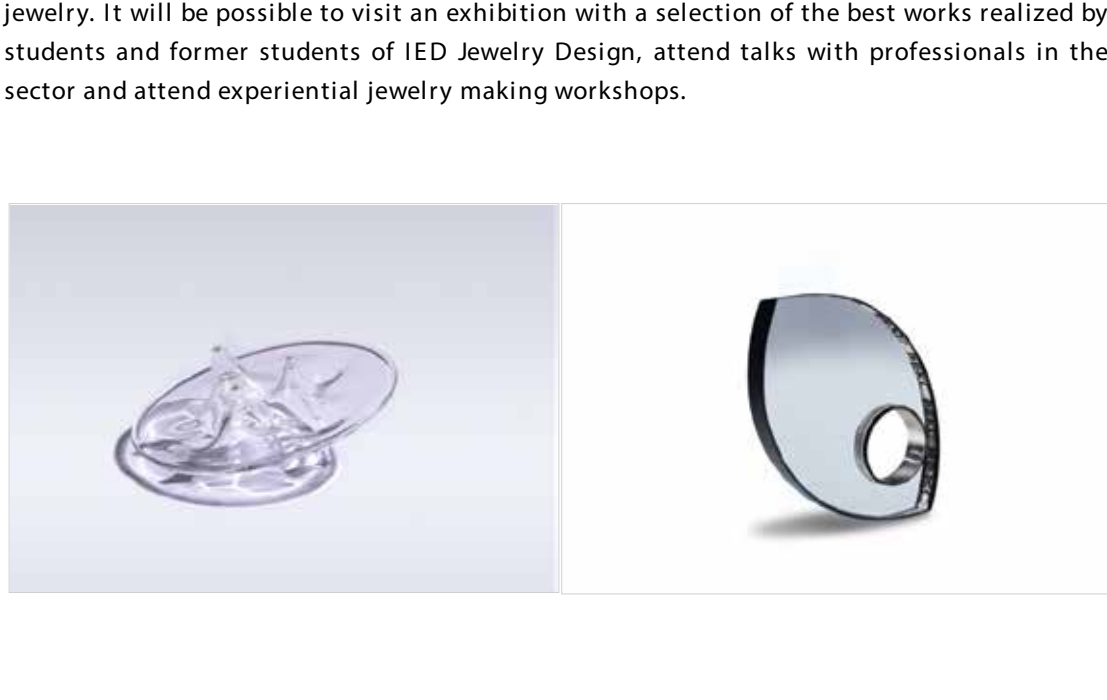 jewelry. It will be possible to visit an exhibition with a selection of the best works realized by
students and former students of IED Jewelry Design, attend talks with professionals in the
sector and attend experiential jewelry making workshops.